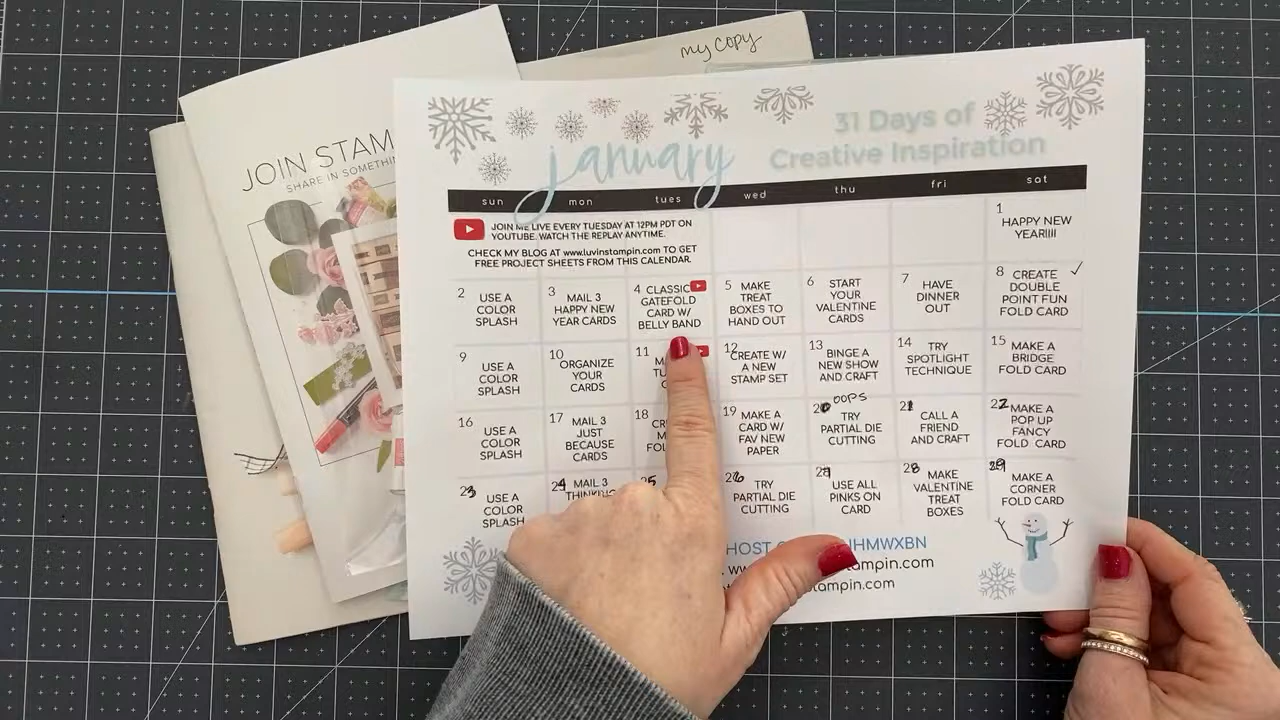 my copy
JOIN STAM
SHARE IN SOMETHI
31 Days of
Creative Inspiration
january
sun mon tues wed thu fri sat
JOIN ME LIVE EVERY TUESDAY AT 12PM PDT ON
YOUTUBE. WATCH THE REPLAY ANYTIME.
CHECK MY BLOG AT www.luvinstampin.com TO GET
FREE PROJECT SHEETS FROM THIS CALENDAR.
1
HAPPY NEW
YEAR!!!!
2
USE A
COLOR
SPLASH
3
MAIL 3
HAPPY NEW
YEAR CARDS
4 CLASSIC
GATEFOLD
CARD W/
BELLY BAND
5 MAKE
TREAT
BOXES TO
HAND OUT
6 START
YOUR
VALENTINE
CARDS
7 HAVE
DINNER
OUT
8 CREATE
DOUBLE
POINT FUN
FOLD CARD
9
USE A
COLOR
SPLASH
10
ORGANIZE
YOUR
CARDS
11
12
CREATE W/
A NEW
STAMP SET
13
BINGE A
NEW SHOW
AND CRAFT
14 TRY
SPOTLIGHT
TECHNIQUE
15
MAKE A
BRIDGE
FOLD CARD
16
USE A
COLOR
SPLASH
17 MAIL 3
JUST
BECAUSE
CARDS
18
19 MAKE A
CARD W/
FAV NEW
PAPER
20 OOPS
TRY
PARTIAL DIE
CUTTING
21 CALL A
FRIEND
AND CRAFT
22 MAKE A
POP UP
FANCY
FOLD CARD
23
USE A
COLOR
SPLASH
24 MAIL 3
THINKING
25
26 TRY
PARTIAL DIE
CUTTING
27
USE ALL
PINKS ON
CARD
28 MAKE
VALENTINE
TREAT
BOXES
29
MAKE A
CORNER
FOLD CARD
HOST
HMWXBN
stampin.com
stampin.com